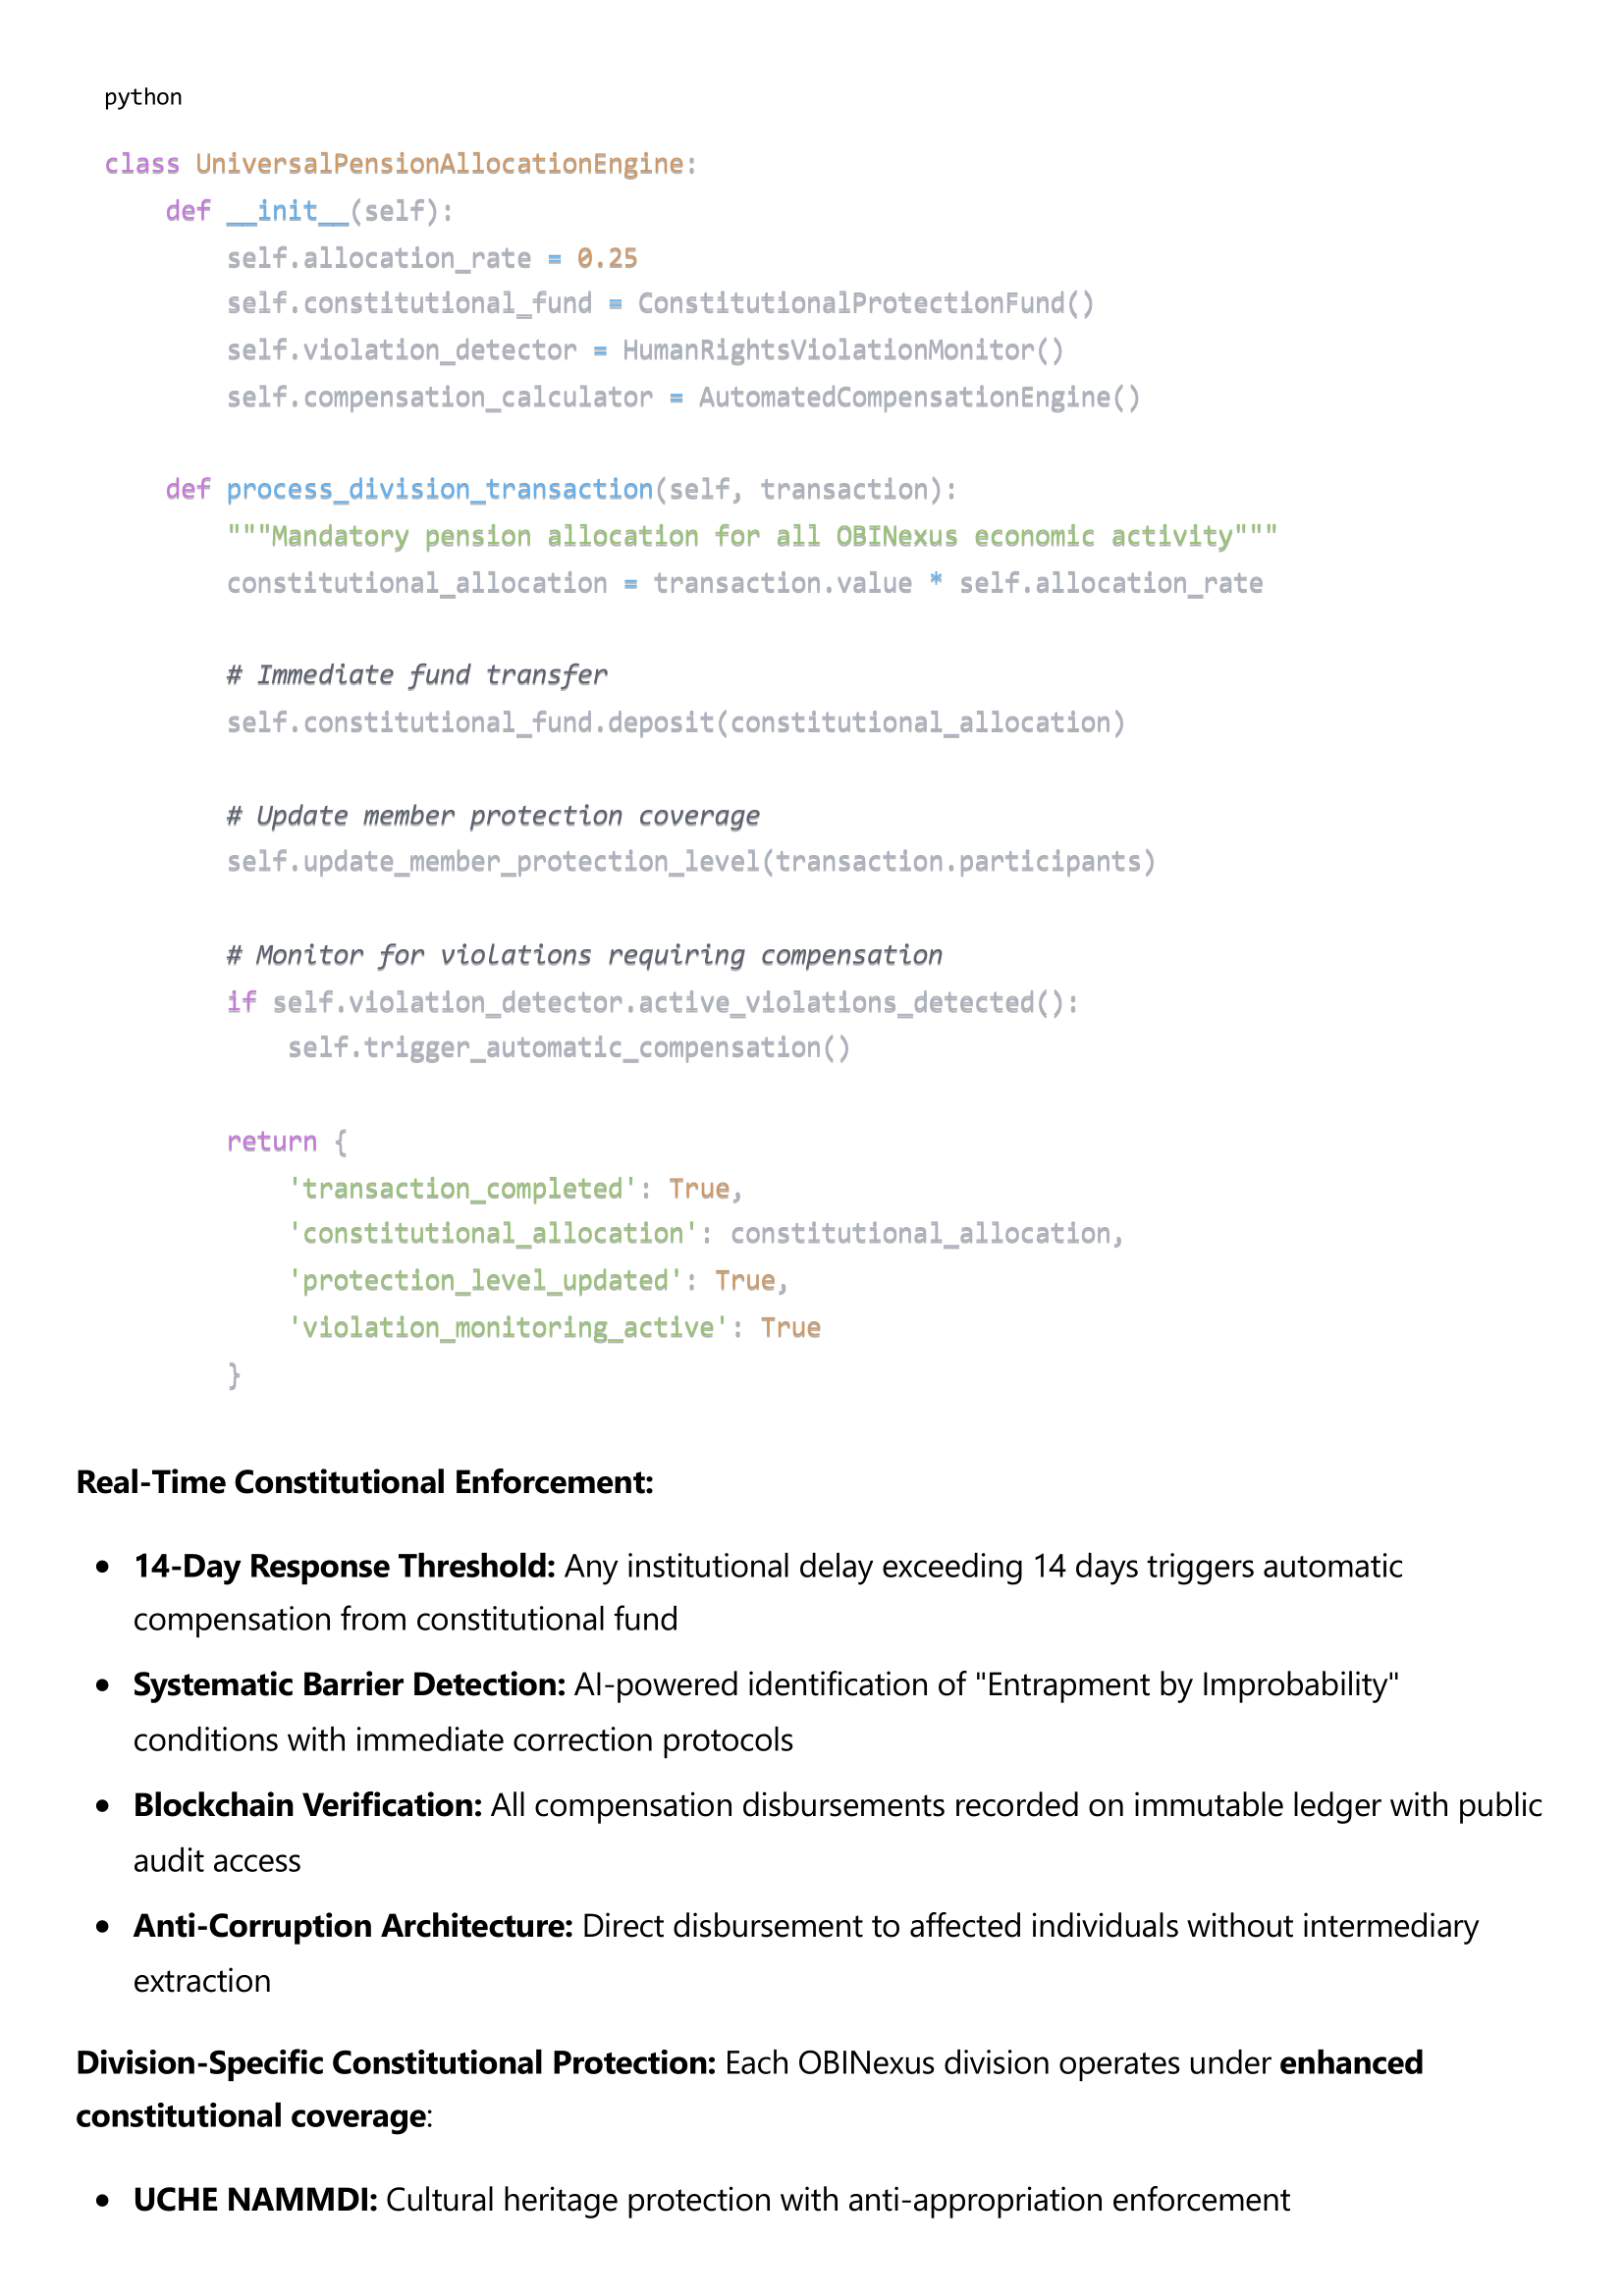 python
class UniversalPensionAllocationEngine:
    def __init__(self):
        self.allocation_rate = 0.25
        self.constitutional_fund = ConstitutionalProtectionFund()
        self.violation_detector = HumanRightsViolationMonitor()
        self.compensation_calculator = AutomatedCompensationEngine()
    def process_division_transaction(self, transaction):
        """Mandatory pension allocation for all OBINexus economic activity"""
        constitutional_allocation = transaction.value * self.allocation_rate
        # Immediate fund transfer
        self.constitutional_fund.deposit(constitutional_allocation)
        # Update member protection coverage
        self.update_member_protection_level(transaction.participants)
        # Monitor for violations requiring compensation
        if self.violation_detector.active_violations_detected():
            self.trigger_automatic_compensation()
        return {
            'transaction_completed': True,
            'constitutional_allocation': constitutional_allocation,
            'protection_level_updated': True,
            'violation_monitoring_active': True
        }
Real-Time Constitutional Enforcement:
• 14-Day Response Threshold: Any institutional delay exceeding 14 days triggers automatic
compensation from constitutional fund
• Systematic Barrier Detection: AI-powered identification of "Entrapment by Improbability"
conditions with immediate correction protocols
• Blockchain Verification: All compensation disbursements recorded on immutable ledger with public
audit access
• Anti-Corruption Architecture: Direct disbursement to affected individuals without intermediary
extraction
Division-Specific Constitutional Protection: Each OBINexus division operates under enhanced
constitutional coverage:
• UCHE NAMMDI: Cultural heritage protection with anti-appropriation enforcement